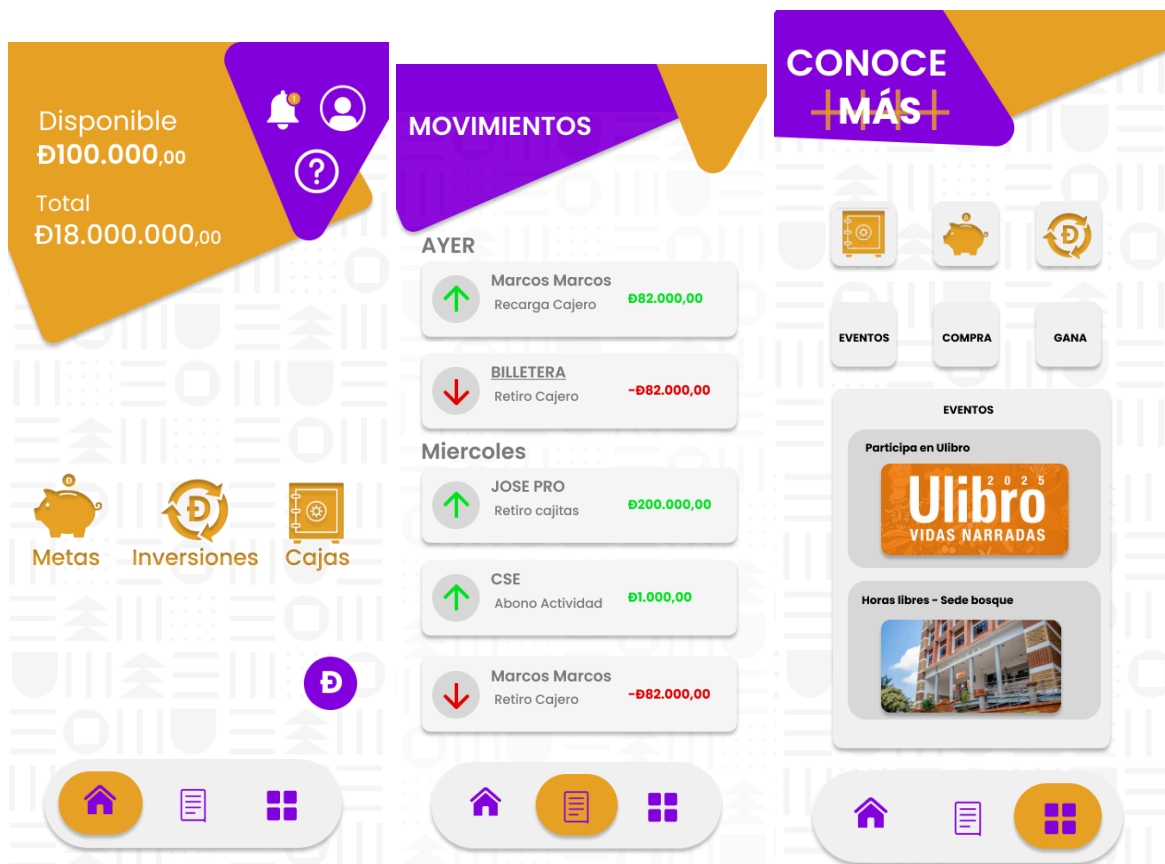 Disponible
Đ100.000,00
Total
Đ18.000.000,00
1
?
Đ
Metas
Đ
Inversiones
Cajas
Đ
MOVIMIENTOS
AYER
Marcos Marcos
Recarga Cajero
Đ82.000,00
BILLETERA
Retiro Cajero
-Đ82.000,00
Miercoles
JOSE PRO
Retiro cajitas
Đ200.000,00
CSE
Abono Actividad
Đ1.000,00
Marcos Marcos
Retiro Cajero
-Đ82.000,00
CONOCE
MÁS
Đ
Đ
EVENTOS
COMPRA
GANA
EVENTOS
Participa en Ulibro
2025
Ulibro
VIDAS NARRADAS
Horas libres - Sede bosque